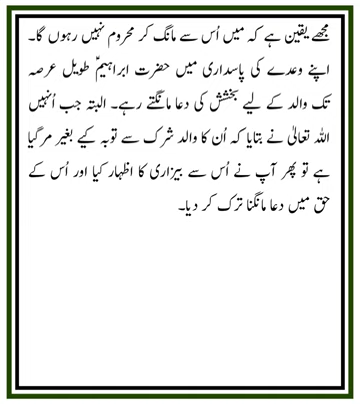 مجھے یقین ہے کہ میں اُس سے مانگ کر محروم نہیں رہوں گا۔
اپنے وعدے کی پاسداری میں حضرت ابراہیمؑ طویل عرصہ
تک والد کے لیے بخشش کی دعا مانگتے رہے۔ البتہ جب اُنہیں
اللہ تعالیٰ نے بتایا کہ اُن کا والد شرک سے توبہ کیے بغیر مرگیا
ہے تو پھر آپ نے اُس سے بیزاری کا اظہار کیا اور اُس کے
حق میں دعا مانگنا ترک کر دیا۔